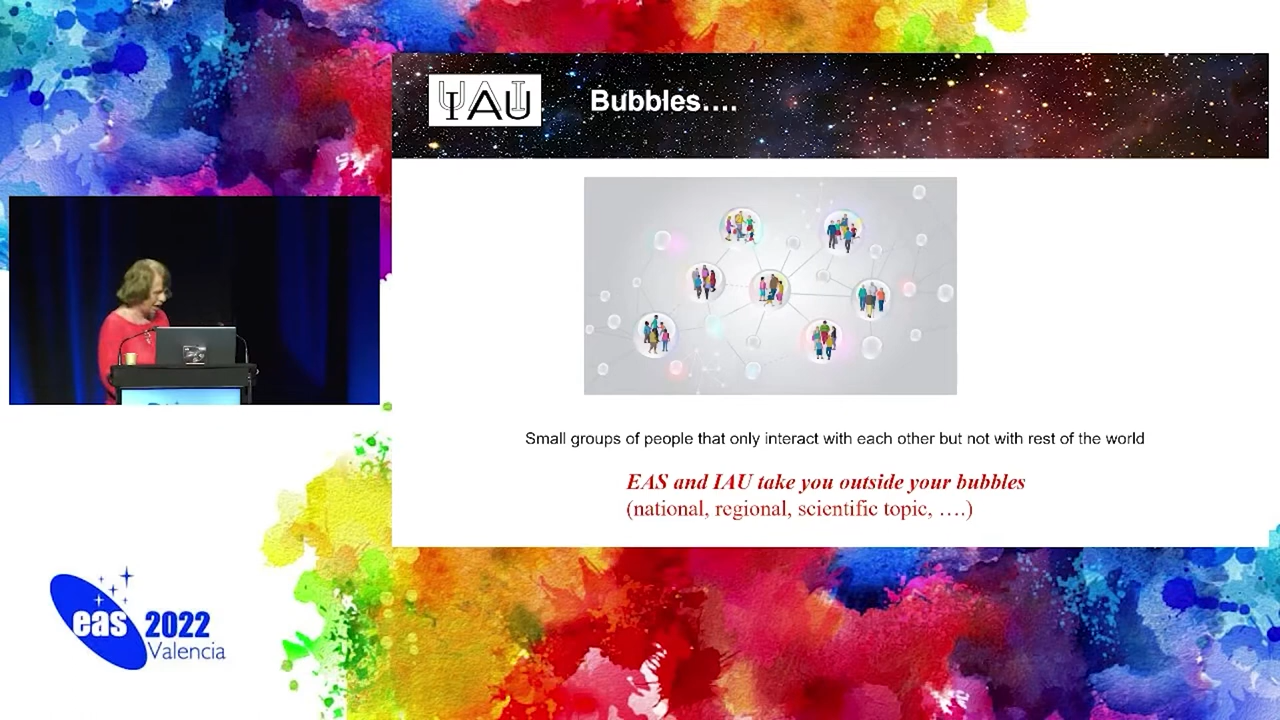 IAU
Bubbles....
Small groups of people that only interact with each other but not with rest of the world
EAS and IAU take you outside your bubbles
(national, regional, scientific topic, ....)
eas 2022
Valencia